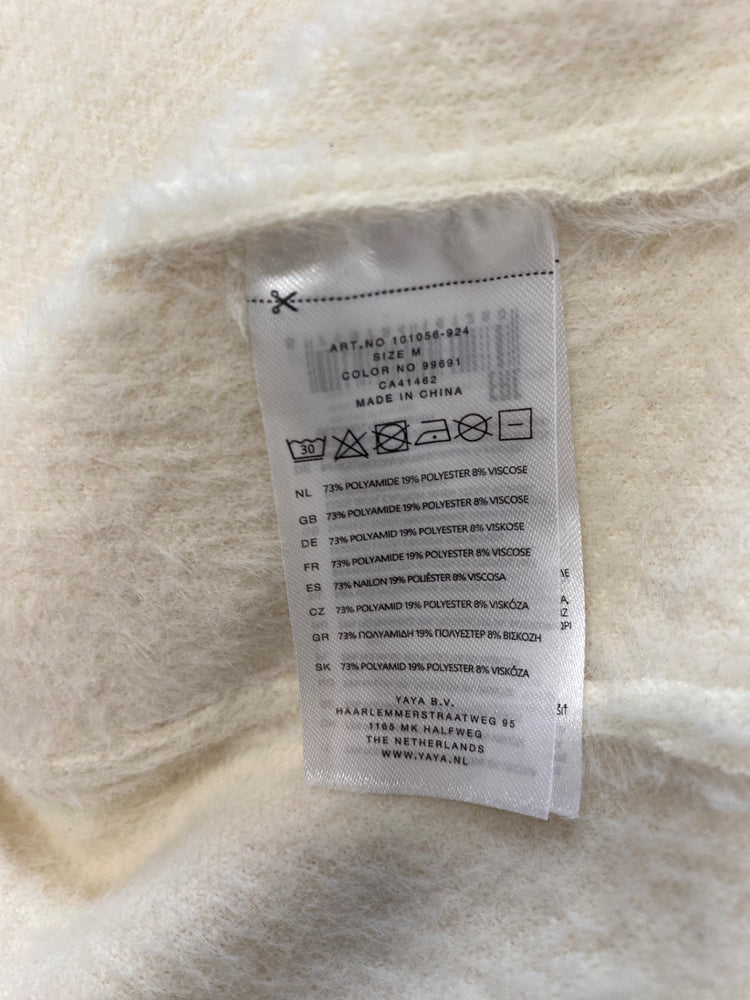 ART.NO 101056-924
SIZE M
COLOR NO 99691
CA41462
MADE IN CHINA
30
NL 73% POLYAMIDE 19% POLYESTER 8% VISCOSE
GB 73% POLYAMIDE 19% POLYESTER 8% VISCOSE
DE 73% POLYAMID 19% POLYESTER 8% VISKOSE
FR 73% POLYAMIDE 19% POLYESTER 8% VISCOSE
ES 73% NAILON 19% POLIÉSTER 8% VISCOSA
CZ 73% POLYAMID 19% POLYESTER 8% VISKÓZA
GR 73% ΠΟΛΥΑΜΙΔΗ 19% ΠΟΛΥΕΣΤΕΡ 8% ΒΙΣΚΟΖΗ
SK 73% POLYAMID 19% POLYESTER 8% VISKÓZA
YAYA B.V.
HAARLEMMERSTRAATWEG 95
1165 MK HALFWEG
THE NETHERLANDS
WWW.YAYA.NL